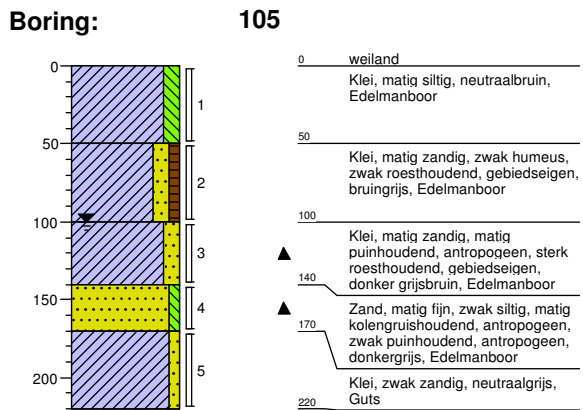 Boring: 105
0
50
100
150
200
1
2
3
4
5
0 weiland
Klei, matig siltig, neutraalbruin,
Edelmanboor
50
Klei, matig zandig, zwak humeus,
zwak roesthoudend, gebiedseigen,
bruingrijs, Edelmanboor
100
Klei, matig zandig, matig
puinhoudend, antropogeen, sterk
roesthoudend, gebiedseigen,
donker grijsbruin, Edelmanboor
140
Zand, matig fijn, zwak siltig, matig
kolengruishoudend, antropogeen,
zwak puinhoudend, antropogeen,
donkergrijs, Edelmanboor
170
Klei, zwak zandig, neutraalgrijs,
Guts
220